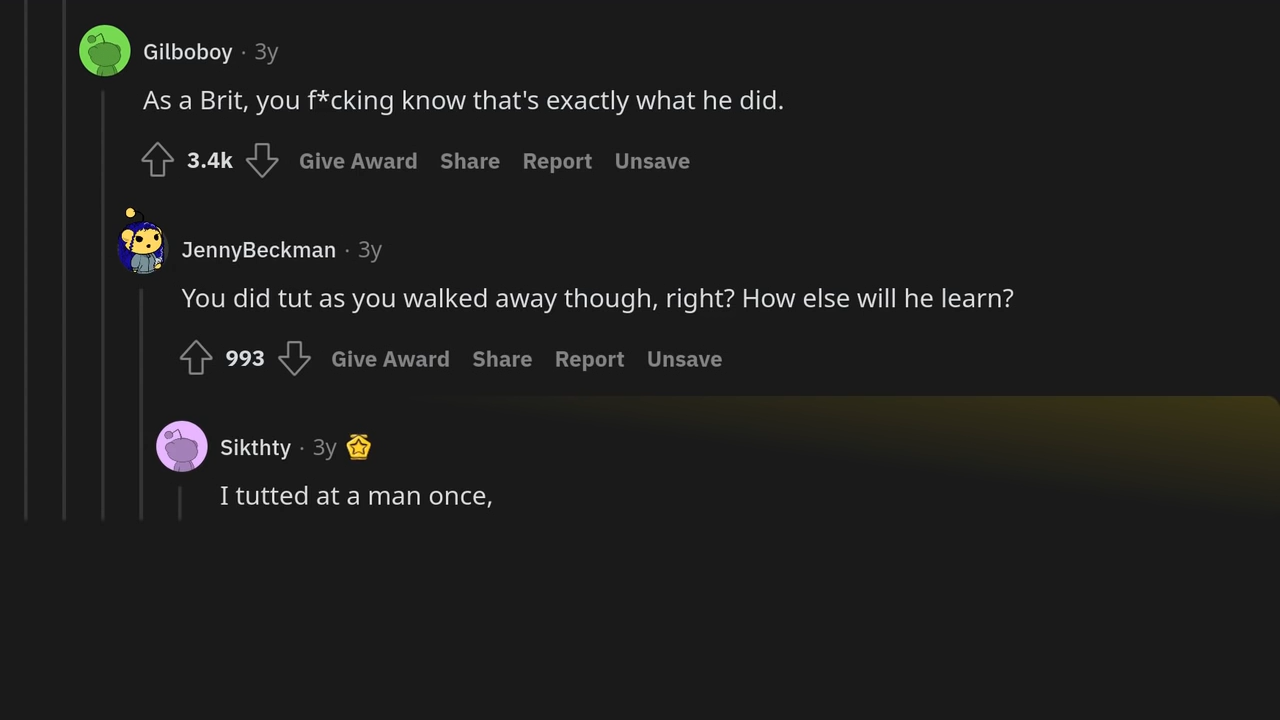 Gilboboy · 3y
As a Brit, you f*cking know that's exactly what he did.
3.4k Give Award Share Report Unsave
JennyBeckman · 3y
You did tut as you walked away though, right? How else will he learn?
993 Give Award Share Report Unsave
Sikthty · 3y
I tutted at a man once,